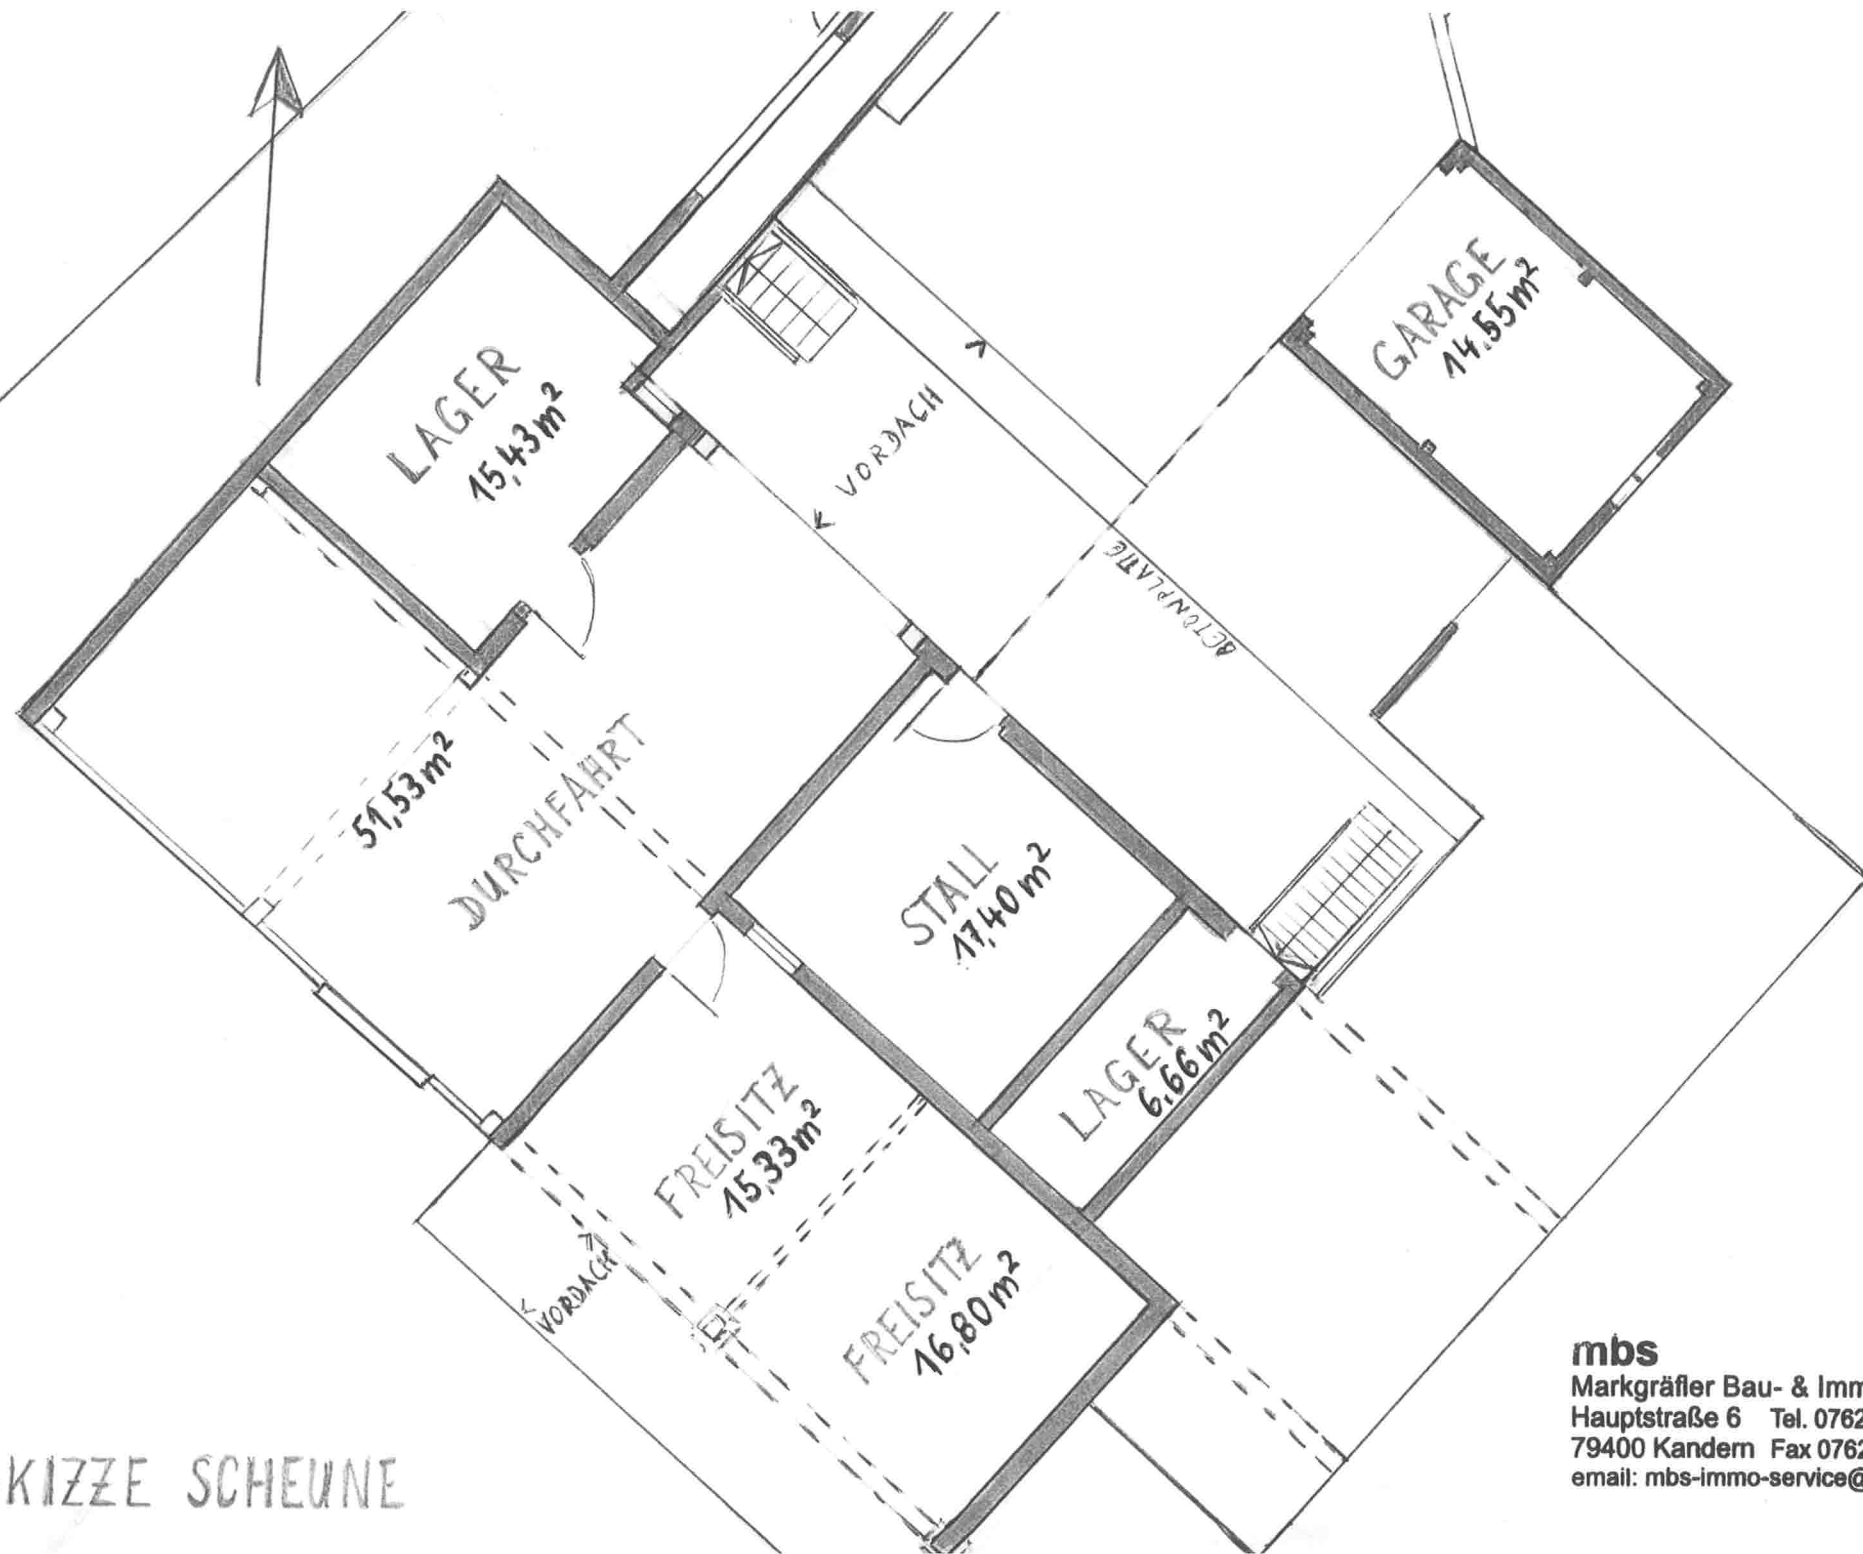 GARAGE
14.55m²
LAGER
15,43m²
VORDACH
BETONPLATTE
51,53m²
DURCHFAHRT
STALL
17,40m²
LAGER
6.66m²
FREISITZ
15,33m²
VORDACH
FREISITZ
16,80m²
KIZZE SCHEUNE
mbs
Markgräfler Bau- & Imm
Hauptstraße 6 Tel. 0762
79400 Kandern Fax 0762
email: mbs-immo-service@